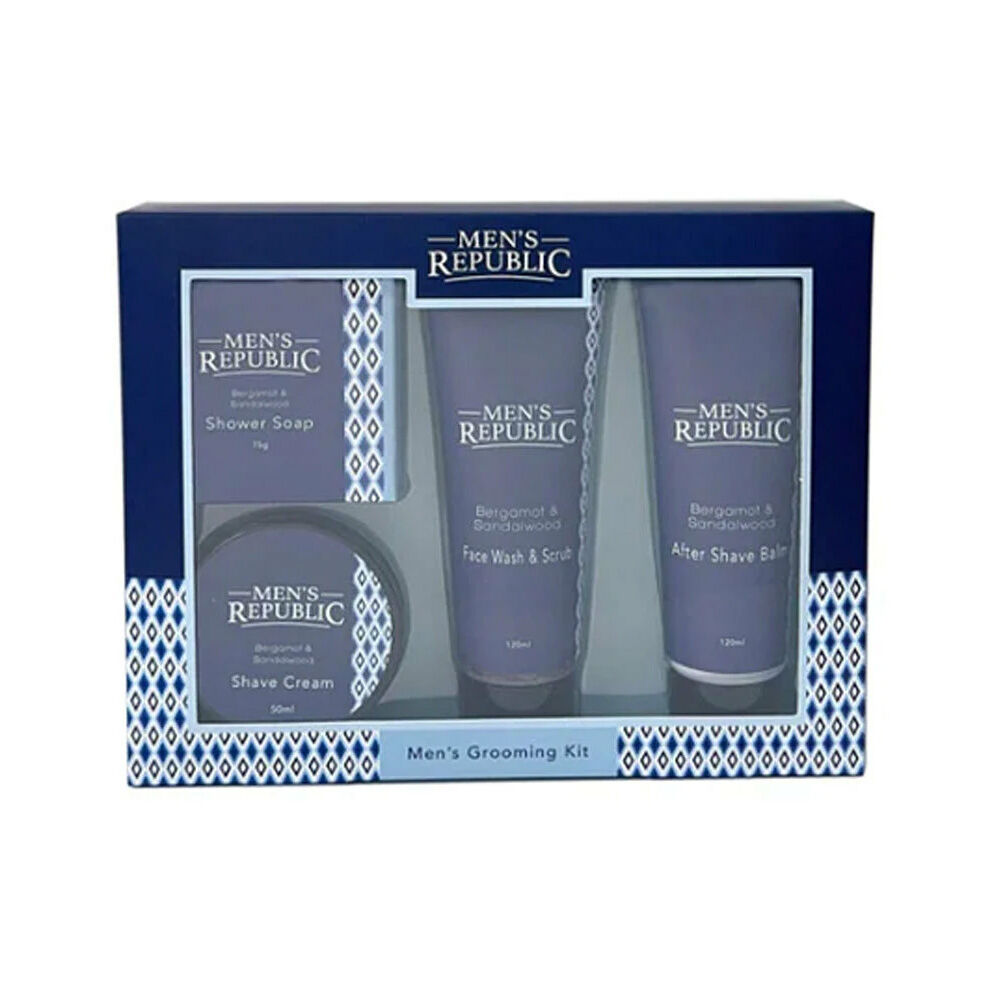 MEN'S
REPUBLIC
MEN'S
REPUBLIC
Bergamot &
Sandalwood
Shower Soap
75g
MEN'S
REPUBLIC
Bergamot &
Sandalwood
Shave Cream
50ml
MEN'S
REPUBLIC
Bergamot &
Sandalwood
Face Wash & Scrub
120ml
MEN'S
REPUBLIC
Bergamot &
Sandalwood
After Shave Balm
120ml
Men's Grooming Kit